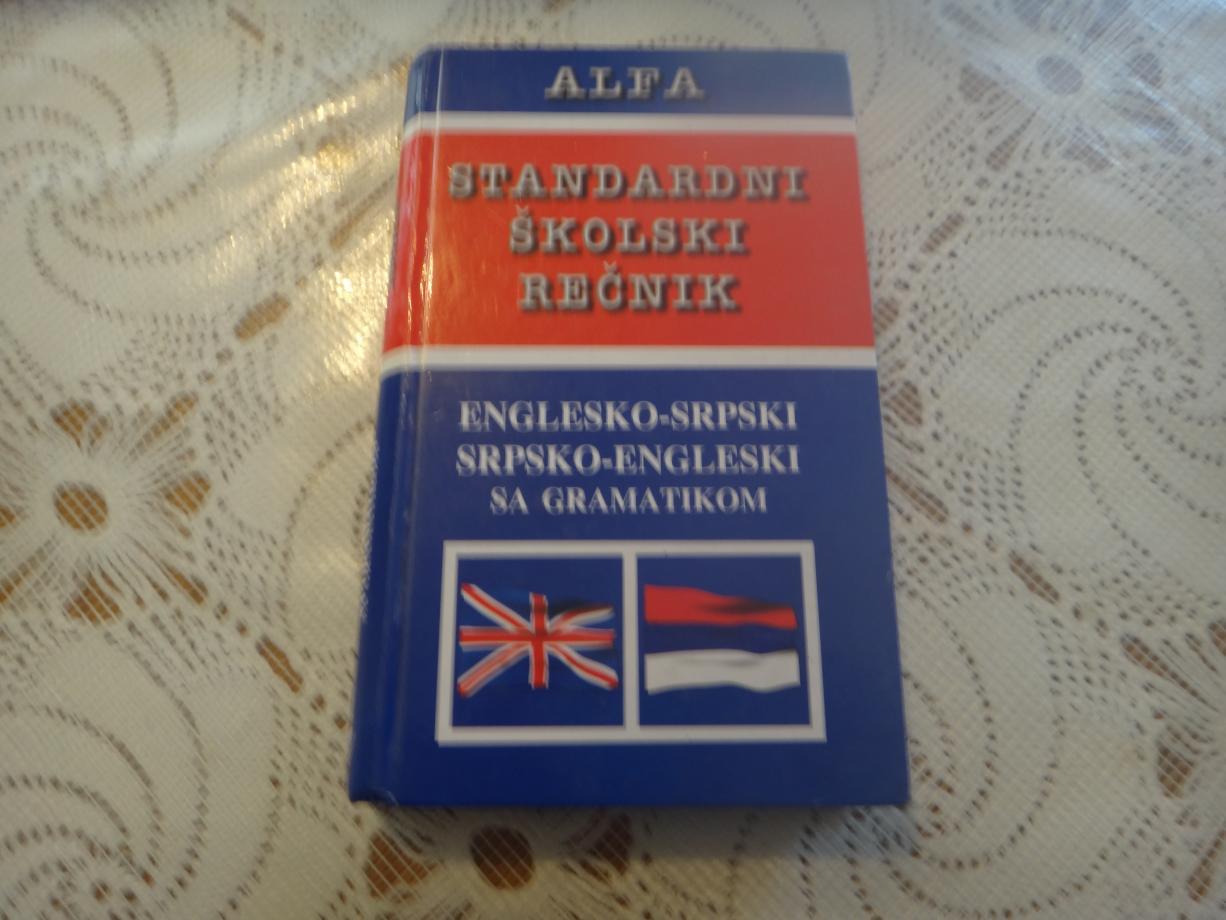 ALFA
STANDARDNI
ŠKOLSKI
REČNIK
ENGLESKO-SRPSKI
SRPSKO-ENGLESKI
SA GRAMATIKOM